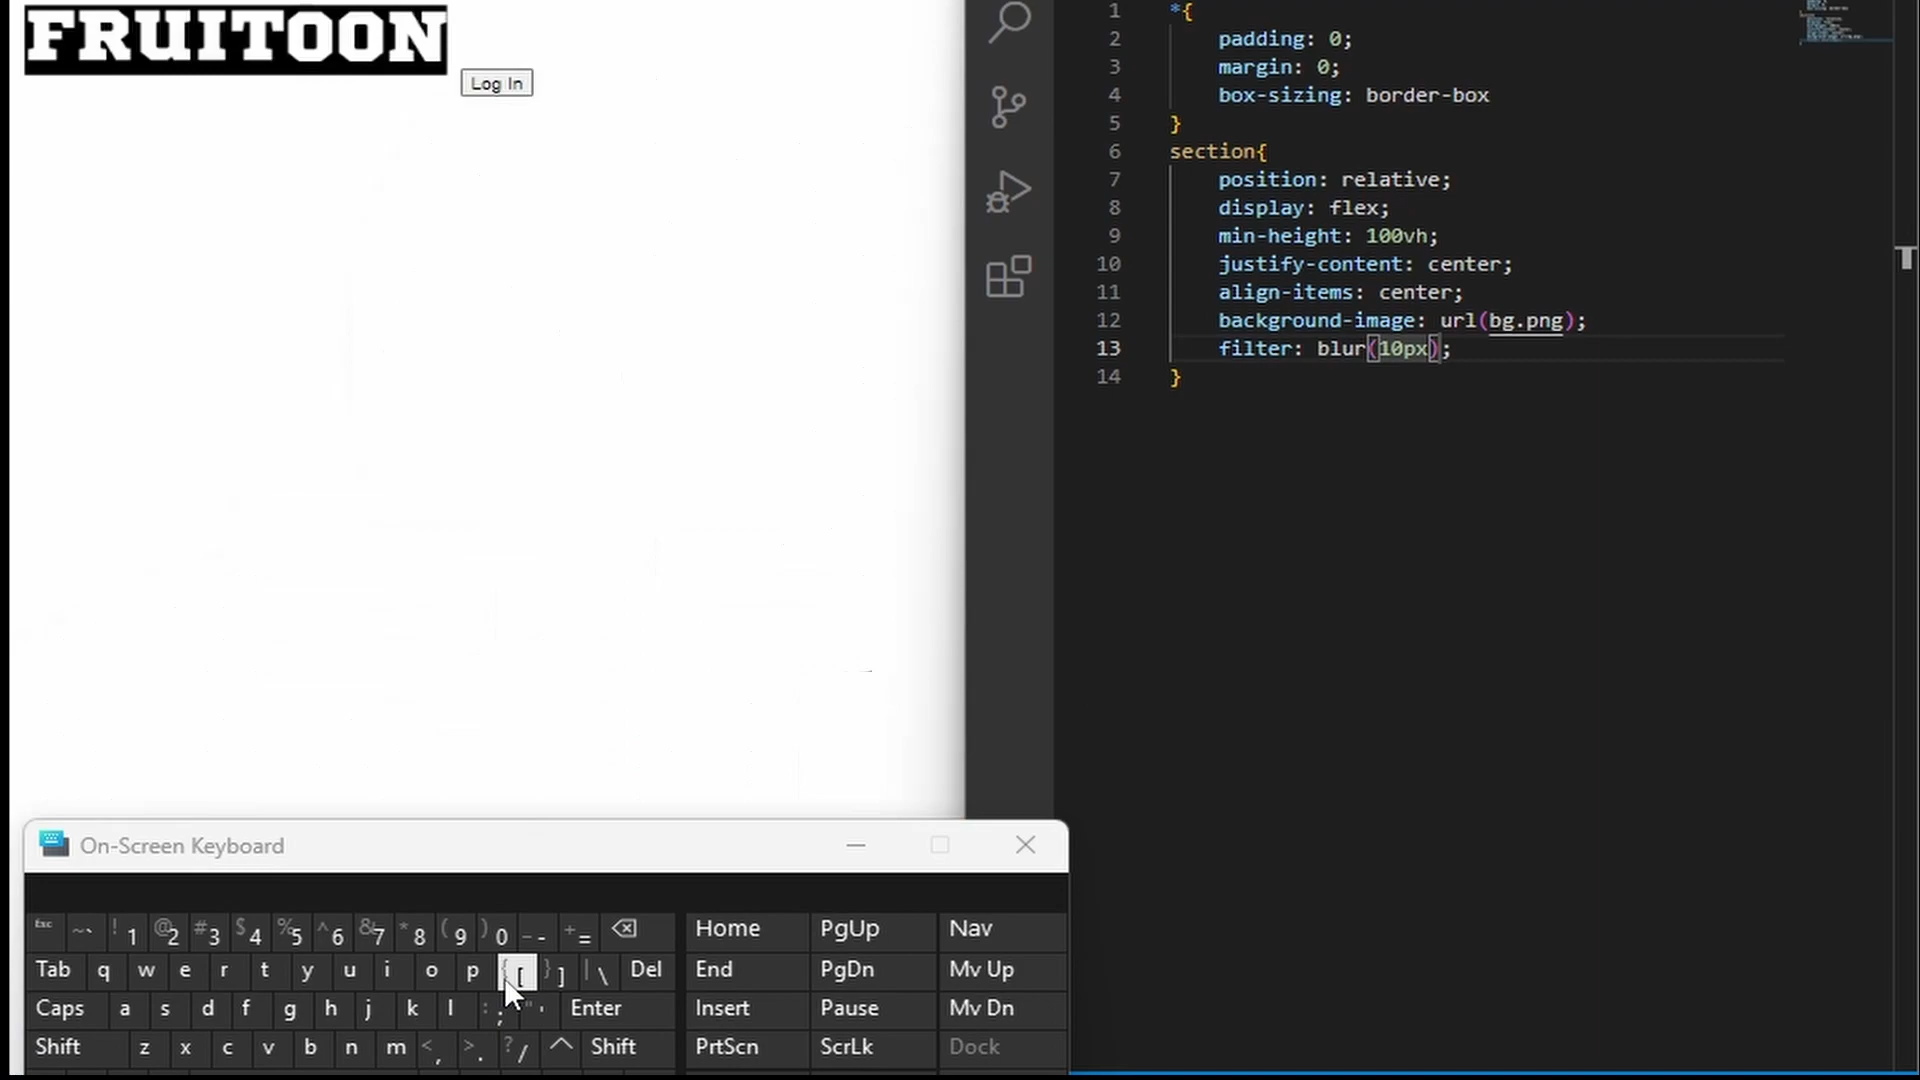 FRUITOON
Log In
1 *{
2 padding: 0;
3 margin: 0;
4 box-sizing: border-box
5 }
6 section{
7 position: relative;
8 display: flex;
9 min-height: 100vh;
10 justify-content: center;
11 align-items: center;
12 background-image: url(bg.png);
13 filter: blur(10px);
14 }
T
On-Screen Keyboard
Esc ~` !1 @2 #3 $4 %5 ^6 &7 *8 (9 )0 _- += Home PgUp Nav
Tab q w e r t y u i o p {[ }] |\ Del End PgDn Mv Up
Caps a s d f g h j k l :; "' Enter Insert Pause Mv Dn
Shift z x c v b n m <, >. ?/ ^ Shift PrtScn ScrLk Dock